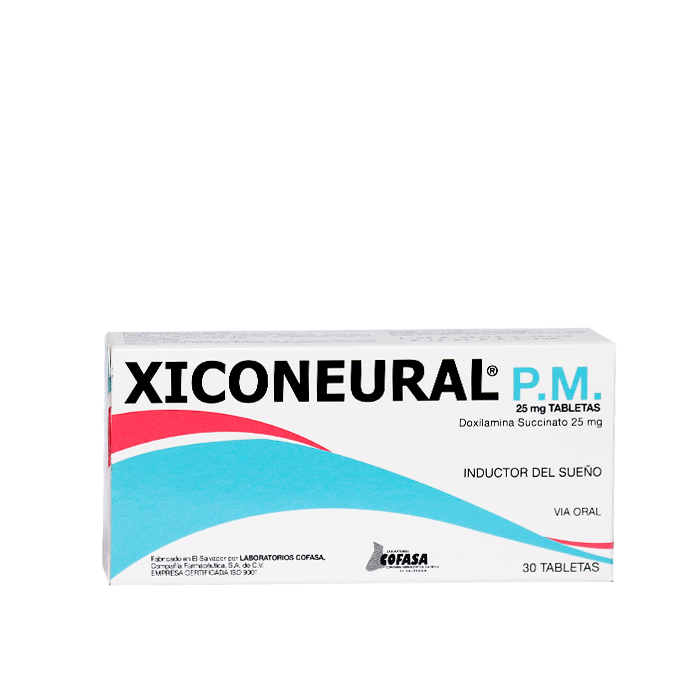 XICONEURAL® P.M.
25 mg TABLETAS
Doxilamina Succinato 25 mg
INDUCTOR DEL SUEÑO
VIA ORAL
Fabricado en El Salvador por LABORATORIOS COFASA,
Compañía Farmacéutica, S.A. de C.V.
EMPRESA CERTIFICADA ISO 9001
LABORATORIOS
COFASA
30 TABLETAS